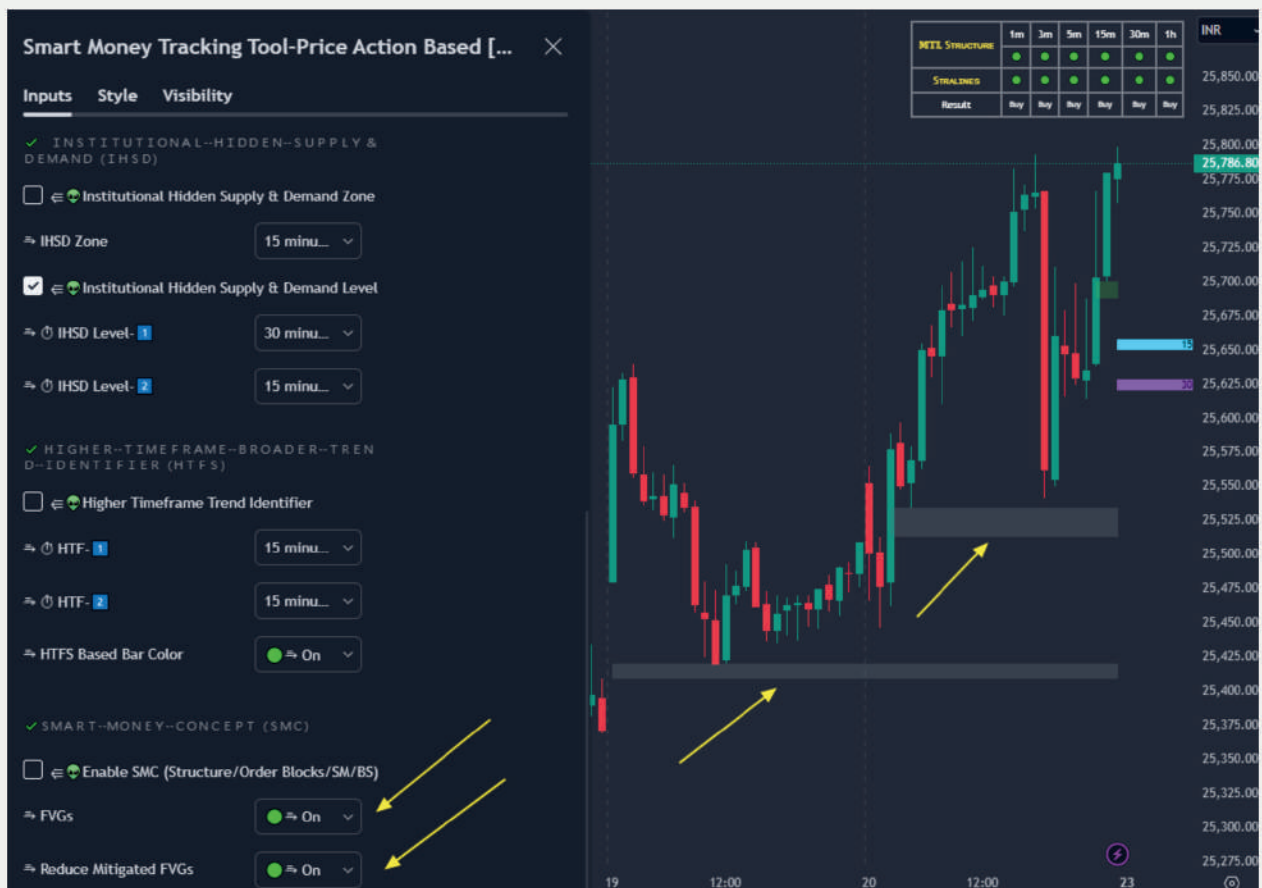 Smart Money Tracking Tool-Price Action Based [...
Inputs Style Visibility
INSTITUTIONAL--HIDDEN--SUPPLY &
DEMAND (IHSD)
Institutional Hidden Supply & Demand Zone
IHSD Zone 15 minu...
Institutional Hidden Supply & Demand Level
IHSD Level- 1 30 minu...
IHSD Level- 2 15 minu...
HIGHER--TIMEFRAME--BROADER--TREN
D--IDENTIFIER (HTFS)
Higher Timeframe Trend Identifier
HTF- 1 15 minu...
HTF- 2 15 minu...
HTFS Based Bar Color On
SMART--MONEY--CONCEPT (SMC)
Enable SMC (Structure/Order Blocks/SM/BS)
FVGs On
Reduce Mitigated FVGs On
MTL Structure 1m 3m 5m 15m 30m 1h
Stralines
Result Buy Buy Buy Buy Buy Buy
INR
25,850.00
25,825.00
25,800.00
25,786.80
25,775.00
25,750.00
25,725.00
25,700.00
25,675.00
25,650.00
25,625.00
25,600.00
25,575.00
25,550.00
25,525.00
25,500.00
25,475.00
25,450.00
25,425.00
25,400.00
25,375.00
25,350.00
25,325.00
25,300.00
25,275.00
15
30
19 12:00 20 12:00 23